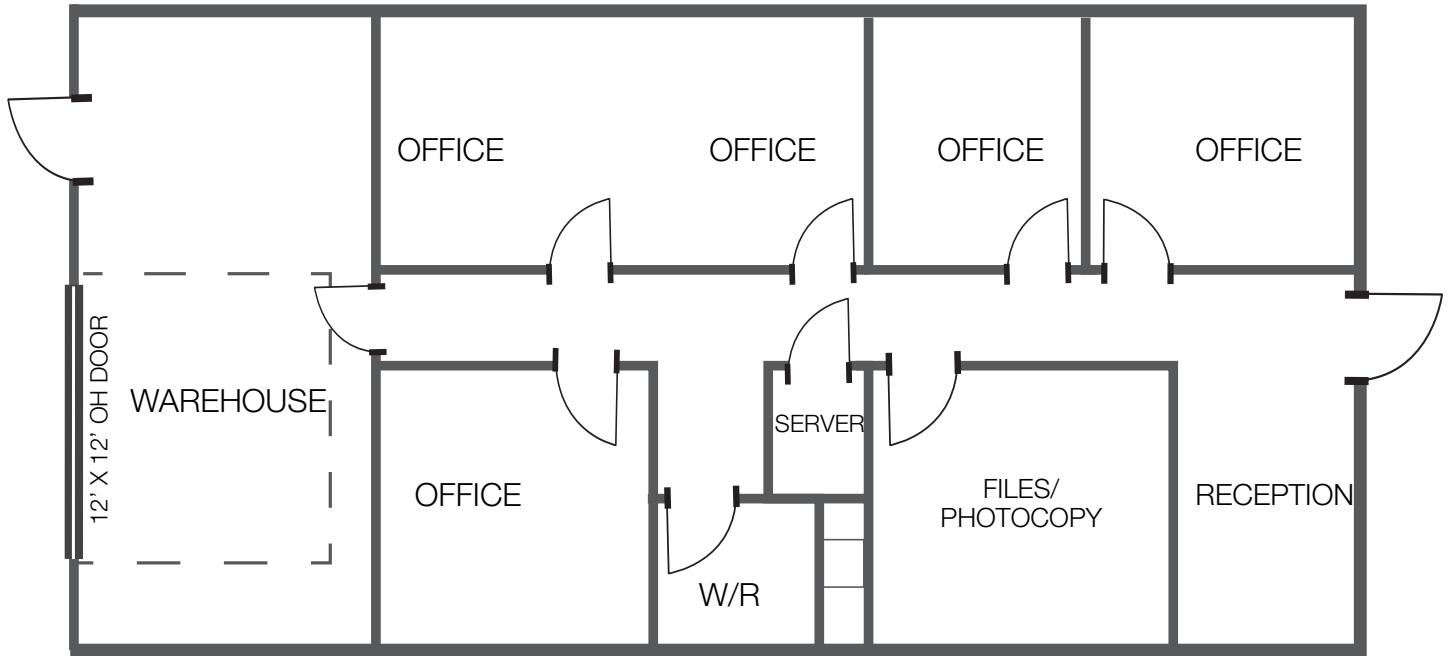 OFFICE
OFFICE
OFFICE
OFFICE
12' X 12' OH DOOR
WAREHOUSE
SERVER
OFFICE
FILES/
PHOTOCOPY
RECEPTION
W/R